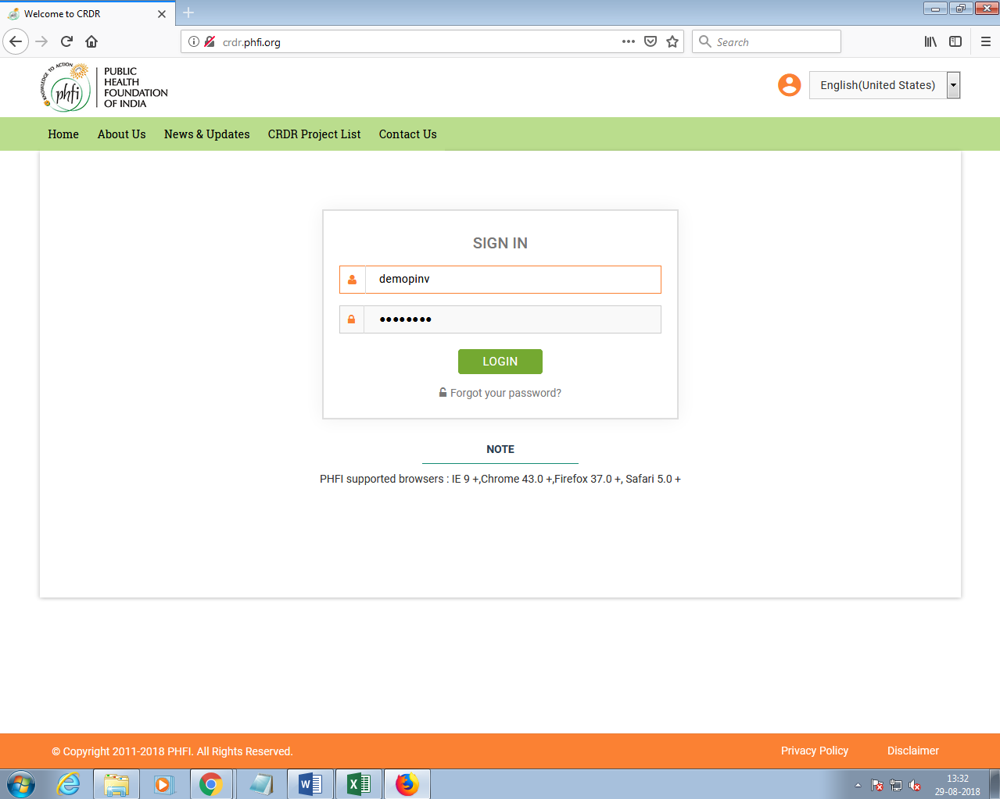 Welcome to CRDR
crdr.phfi.org
Search
KNOWLEDGE TO ACTION
phfi
PUBLIC
HEALTH
FOUNDATION
OF INDIA
English(United States)
Home About Us News & Updates CRDR Project List Contact Us
SIGN IN
demopinv
••••••••
LOGIN
Forgot your password?
NOTE
PHFI supported browsers : IE 9 +,Chrome 43.0 +,Firefox 37.0 +, Safari 5.0 +
© Copyright 2011-2018 PHFI. All Rights Reserved. Privacy Policy Disclaimer
13:32
29-08-2018